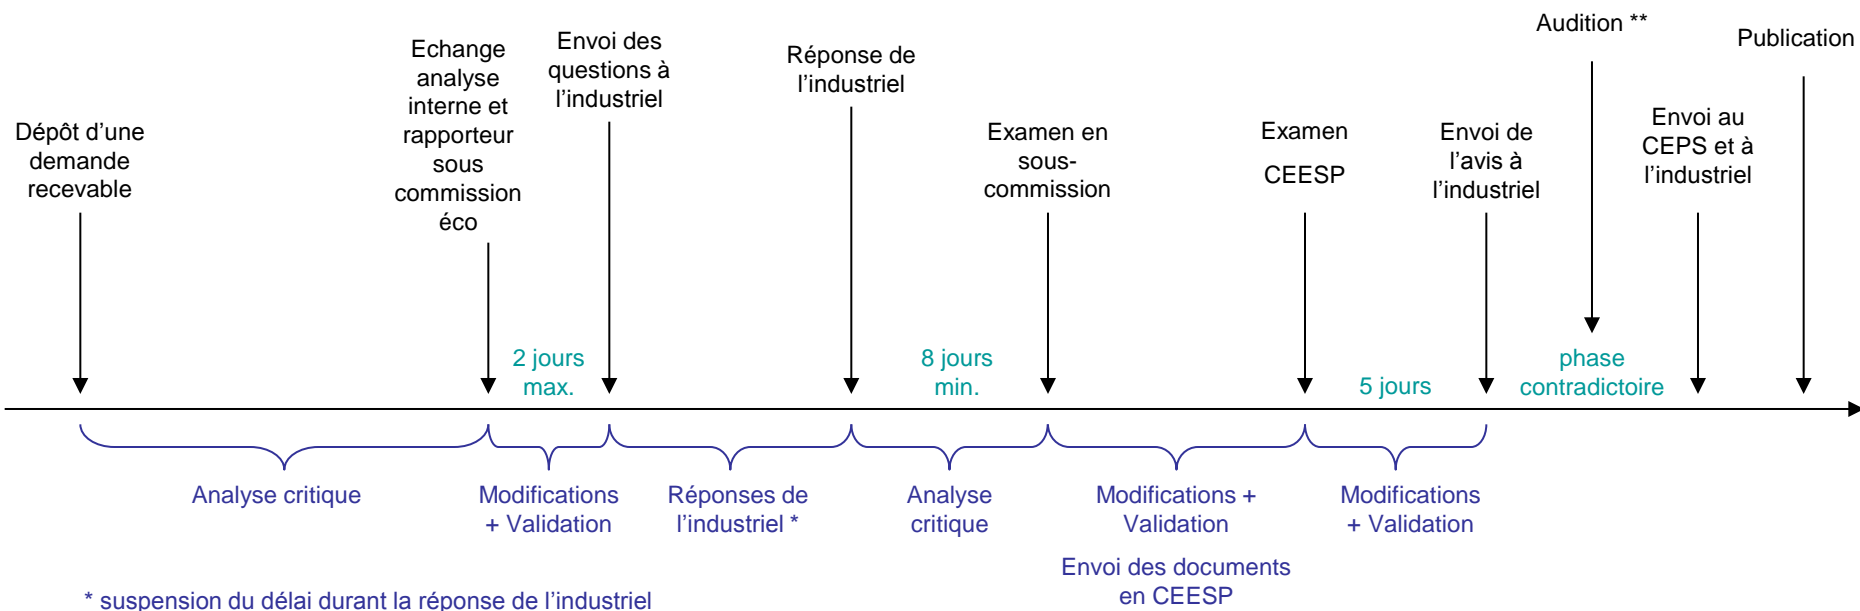 Dépôt d’une
demande
recevable
Echange
analyse
interne et
rapporteur
sous
commission
éco
Envoi des
questions à
l’industriel
Réponse de
l’industriel
Examen en
sous-
commission
Examen
CEESP
Envoi de
l’avis à
l’industriel
Audition **
Envoi au
CEPS et à
l’industriel
Publication
2 jours
max.
8 jours
min.
5 jours
phase
contradictoire
Analyse critique
Modifications
+ Validation
Réponses de
l’industriel *
Analyse
critique
Modifications +
Validation
Envoi des documents
en CEESP
Modifications
+ Validation
* suspension du délai durant la réponse de l’industriel